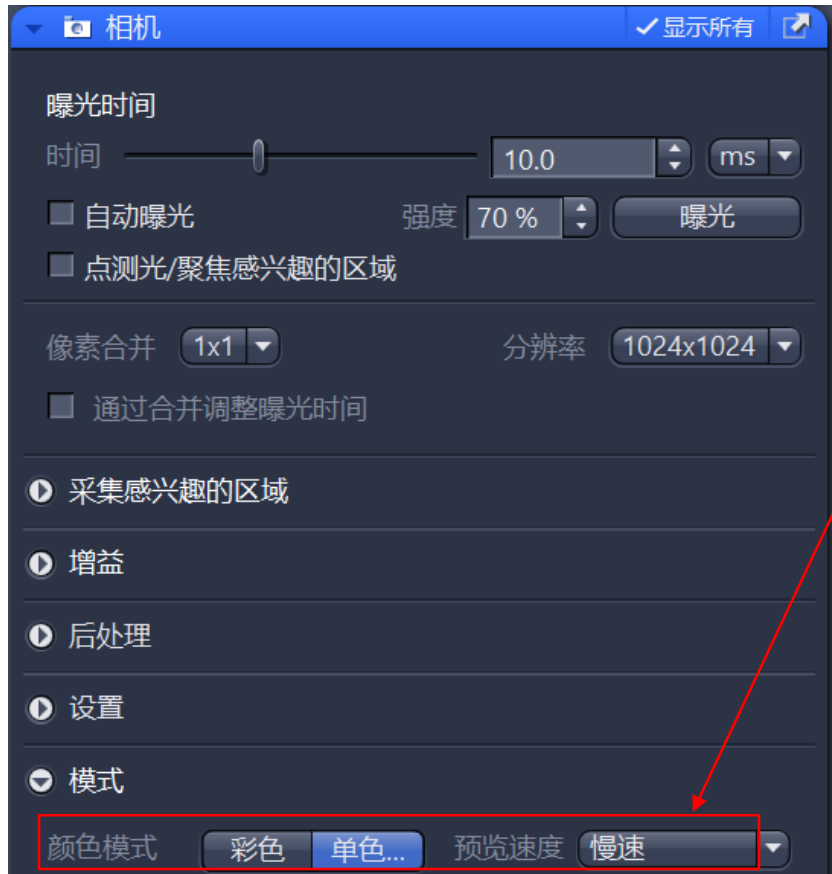 相机 显示所有
曝光时间
时间 10.0 ms
自动曝光 强度 70 % 曝光
点测光/聚焦感兴趣的区域
像素合并 1x1 分辨率 1024x1024
通过合并调整曝光时间
采集感兴趣的区域
增益
后处理
设置
模式
颜色模式 彩色 单色... 预览速度 慢速